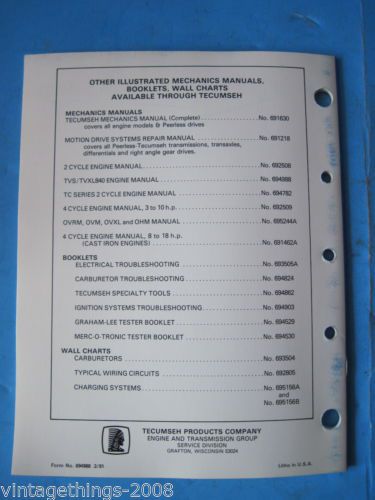 OTHER ILLUSTRATED MECHANICS MANUALS,
BOOKLETS, WALL CHARTS
AVAILABLE THROUGH TECUMSEH
MECHANICS MANUALS
TECUMSEH MECHANICS MANUAL (Complete) No. 691630
covers all engine models & Peerless drives
MOTION DRIVE SYSTEMS REPAIR MANUAL No. 691218
covers all Peerless-Tecumseh transmissions, transaxles,
differentials and right angle gear drives.
2 CYCLE ENGINE MANUAL No. 692508
TVS/TVXL840 ENGINE MANUAL No. 694988
TC SERIES 2 CYCLE ENGINE MANUAL No. 694782
4 CYCLE ENGINE MANUAL, 3 to 10 h.p. No. 692509
OVRM, OVM, OVXL and OHM MANUAL No. 695244A
4 CYCLE ENGINE MANUAL, 8 to 18 h.p.
(CAST IRON ENGINES) No. 691462A
BOOKLETS
ELECTRICAL TROUBLESHOOTING No. 693505A
CARBURETOR TROUBLESHOOTING No. 694824
TECUMSEH SPECIALTY TOOLS No. 694862
IGNITION SYSTEMS TROUBLESHOOTING No. 694903
GRAHAM-LEE TESTER BOOKLET No. 694529
MERC-O-TRONIC TESTER BOOKLET No. 694530
WALL CHARTS
CARBURETORS No. 693504
TYPICAL WIRING CIRCUITS No. 692805
CHARGING SYSTEMS No. 695156A
and No. 695156B
TECUMSEH PRODUCTS COMPANY
ENGINE AND TRANSMISSION GROUP
SERVICE DIVISION
GRAFTON, WISCONSIN 53024
Form No. 694988 2/91 Litho in U.S.A.
vintagethings-2008 vintagethings-2008